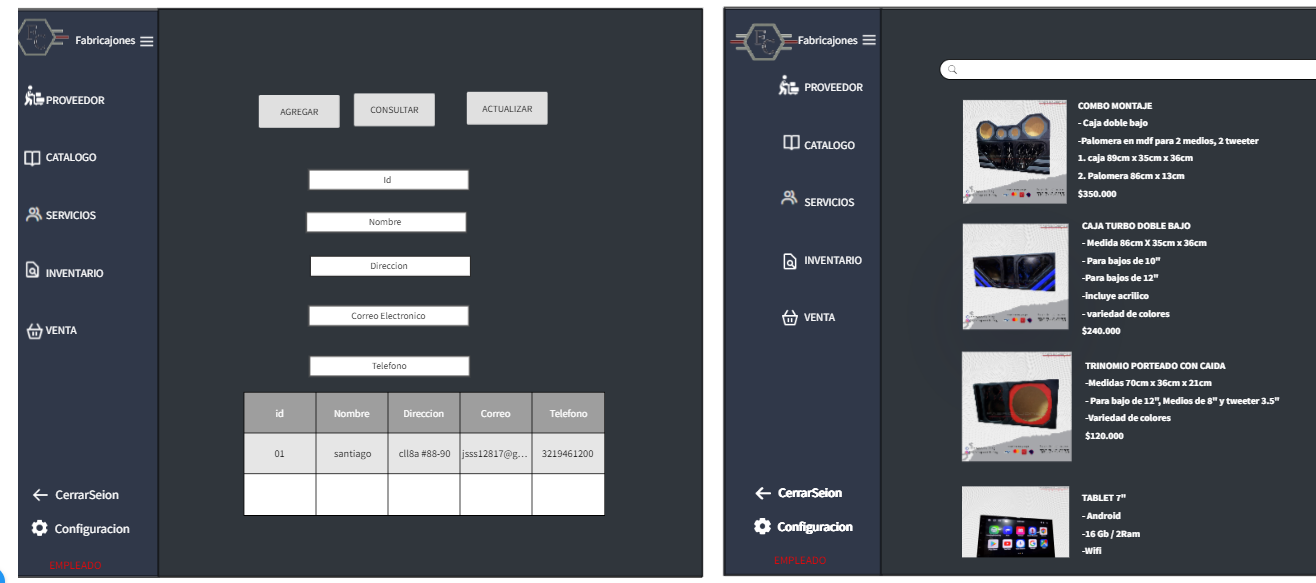 Fabricajones
PROVEEDOR
CATALOGO
SERVICIOS
INVENTARIO
VENTA
CerrarSeion
Configuracion
EMPLEADO
AGREGAR
CONSULTAR
ACTUALIZAR
Id
Nombre
Direccion
Correo Electronico
Telefono
id Nombre Direccion Correo Telefono
01 santiago cll8a #88-90 jsss12817@g... 3219461200
Fabricajones
PROVEEDOR
CATALOGO
SERVICIOS
INVENTARIO
VENTA
CerrarSeion
Configuracion
EMPLEADO
COMBO MONTAJE
- Caja doble bajo
-Palomera en mdf para 2 medios, 2 tweeter
1. caja 89cm x 35cm x 36cm
2. Palomera 86cm x 13cm
$350.000
CAJA TURBO DOBLE BAJO
- Medida 86cm X 35cm x 36cm
- Para bajos de 10"
-Para bajos de 12"
-incluye acrilico
- variedad de colores
$240.000
TRINOMIO PORTEADO CON CAIDA
-Medidas 70cm x 36cm x 21cm
- Para bajo de 12", Medios de 8" y tweeter 3.5"
-Variedad de colores
$120.000
TABLET 7"
- Android
-16 Gb / 2Ram
-Wifi